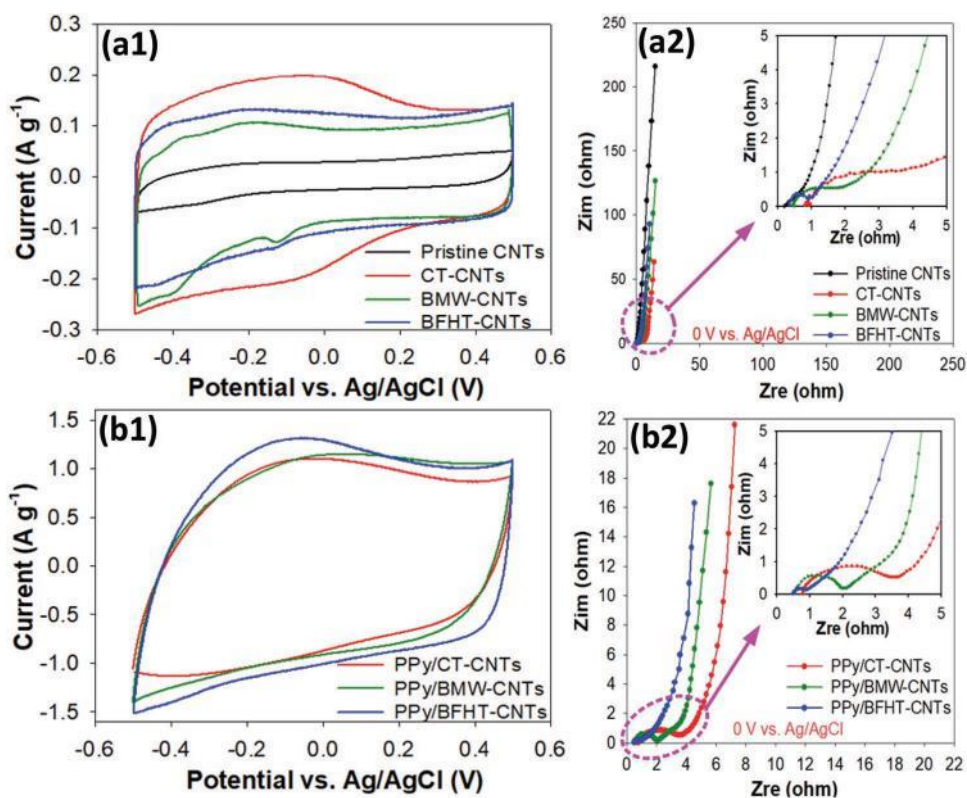 (a1)
0.3
0.2
0.1
0.0
-0.1
-0.2
-0.3
Current (A g⁻¹)
Pristine CNTs
CT-CNTs
BMW-CNTs
BFHT-CNTs
-0.6 -0.4 -0.2 0.0 0.2 0.4 0.6
Potential vs. Ag/AgCl (V)
(a2)
250
200
150
100
50
0
Zim (ohm)
5
4
3
2
1
0
Zim (ohm)
0 1 2 3 4 5
Zre (ohm)
Pristine CNTs
CT-CNTs
BMW-CNTs
BFHT-CNTs
0 V vs. Ag/AgCl
0 50 100 150 200 250
Zre (ohm)
(b1)
1.5
1.0
0.5
0.0
-0.5
-1.0
-1.5
Current (A g⁻¹)
PPy/CT-CNTs
PPy/BMW-CNTs
PPy/BFHT-CNTs
-0.6 -0.4 -0.2 0.0 0.2 0.4 0.6
Potential vs. Ag/AgCl (V)
(b2)
22
20
18
16
14
12
10
8
6
4
2
0
Zim (ohm)
5
4
3
2
1
0
Zim (ohm)
0 1 2 3 4 5
Zre (ohm)
PPy/CT-CNTs
PPy/BMW-CNTs
PPy/BFHT-CNTs
0 V vs. Ag/AgCl
0 2 4 6 8 10 12 14 16 18 20 22
Zre (ohm)